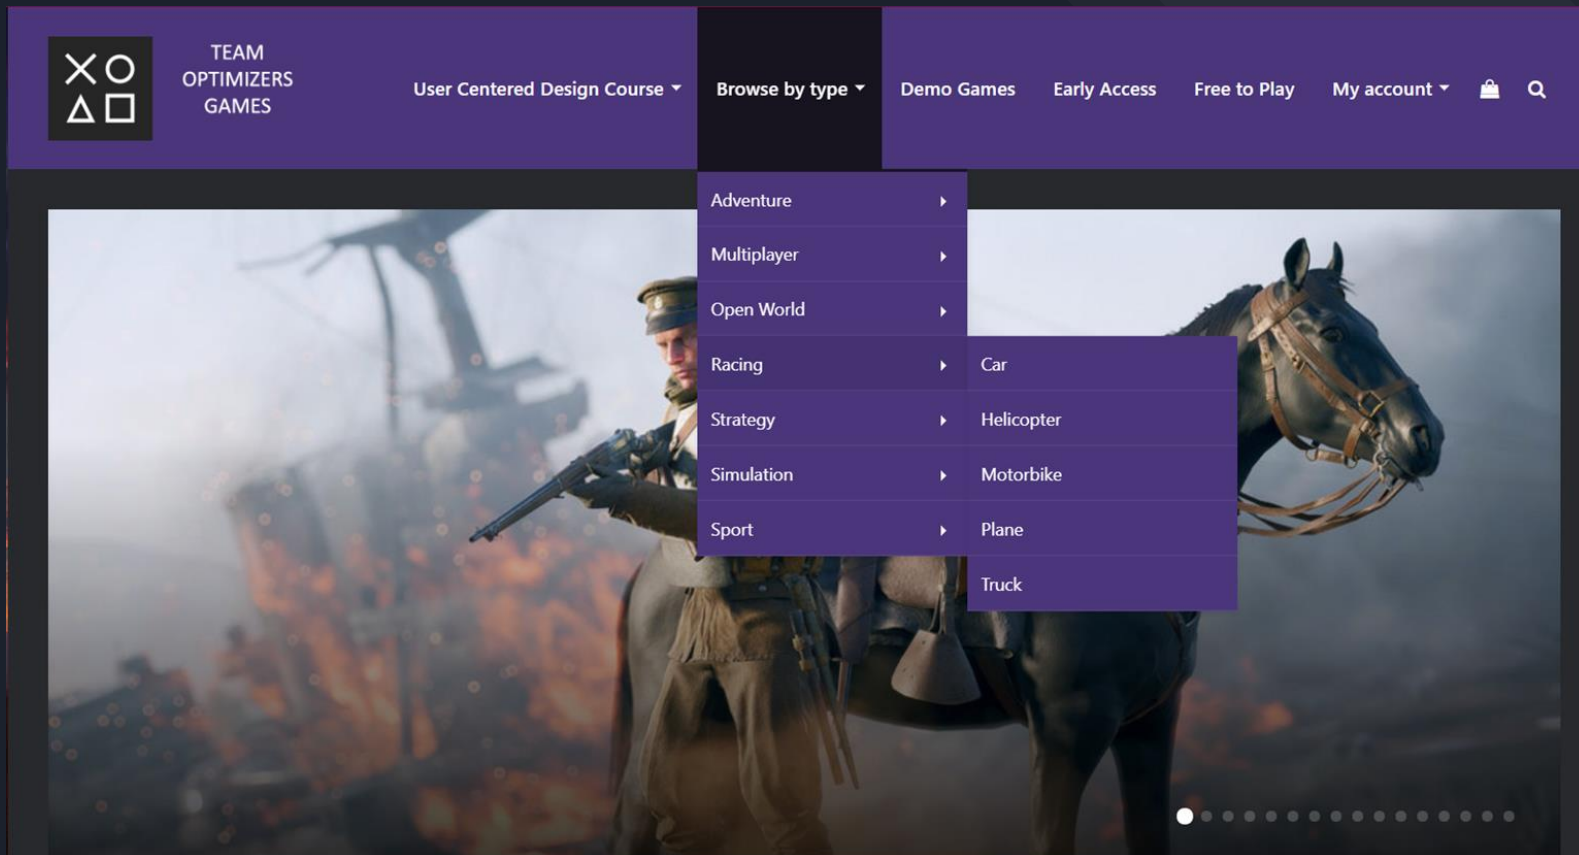 TEAM
OPTIMIZERS
GAMES
User Centered Design Course
Browse by type
Demo Games
Early Access
Free to Play
My account
Adventure
Multiplayer
Open World
Racing
Strategy
Simulation
Sport
Car
Helicopter
Motorbike
Plane
Truck